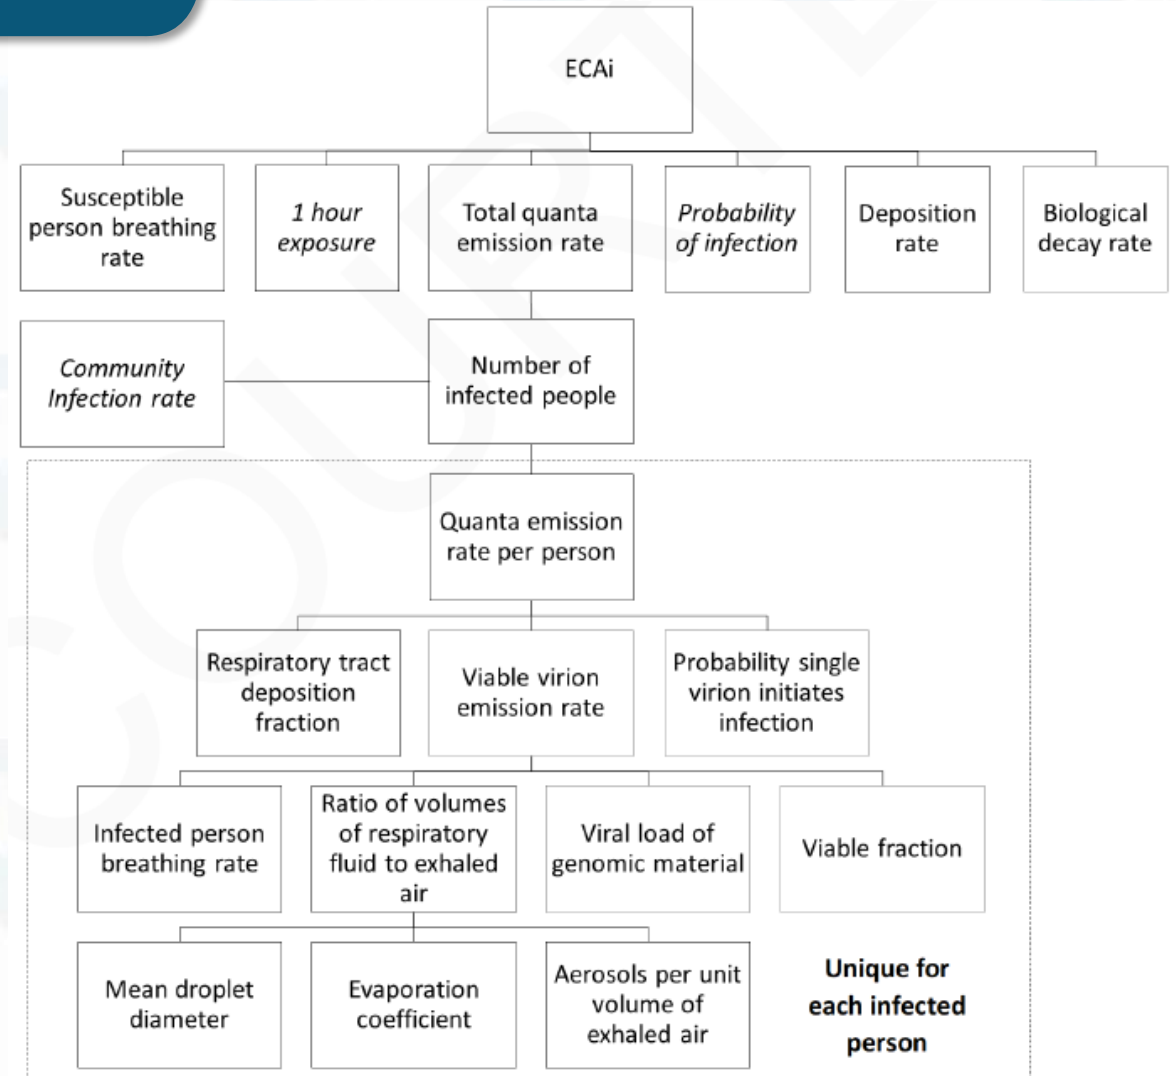 ECAi
Susceptible
person breathing
rate
1 hour
exposure
Total quanta
emission rate
Probability
of infection
Deposition
rate
Biological
decay rate
Community
Infection rate
Number of
infected people
Quanta emission
rate per person
Respiratory tract
deposition
fraction
Viable virion
emission rate
Probability single
virion initiates
infection
Infected person
breathing rate
Ratio of volumes
of respiratory
fluid to exhaled
air
Viral load of
genomic material
Viable fraction
Mean droplet
diameter
Evaporation
coefficient
Aerosols per unit
volume of
exhaled air
Unique for
each infected
person